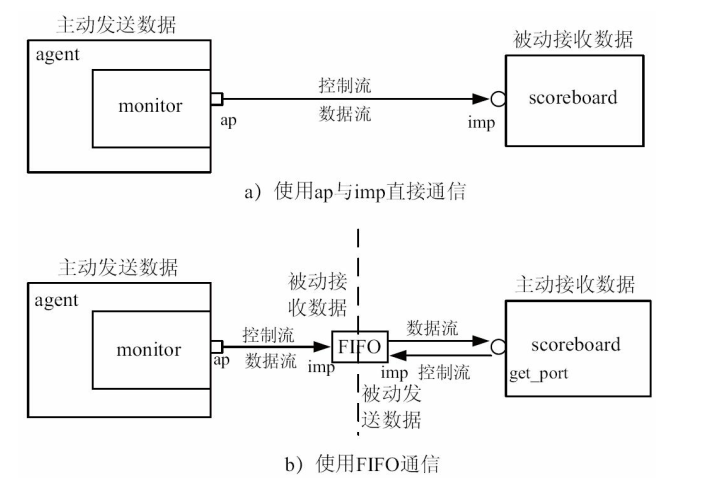 主动发送数据
agent
monitor
ap
控制流
数据流
imp
被动接收数据
scoreboard
a）使用ap与imp直接通信
主动发送数据
agent
monitor
ap
控制流
数据流
imp
被动接
收数据
FIFO
数据流
imp 控制流
被动发
送数据
主动接收数据
scoreboard
get_port
b）使用FIFO通信